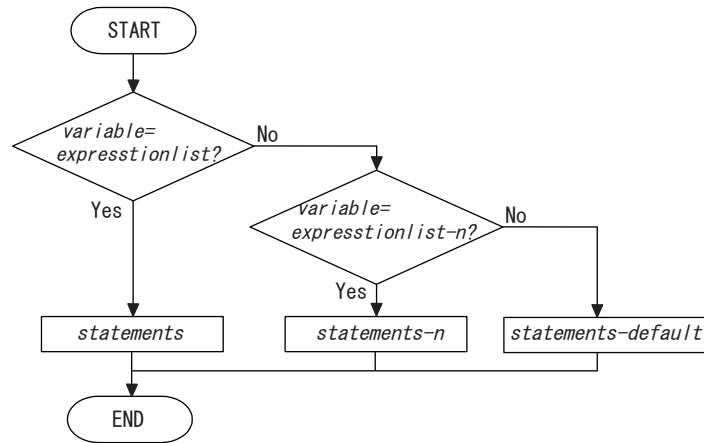 START
variable=
expresstionlist?
No
Yes
variable=
expresstionlist-n?
No
Yes
statements
statements-n
statements-default
END